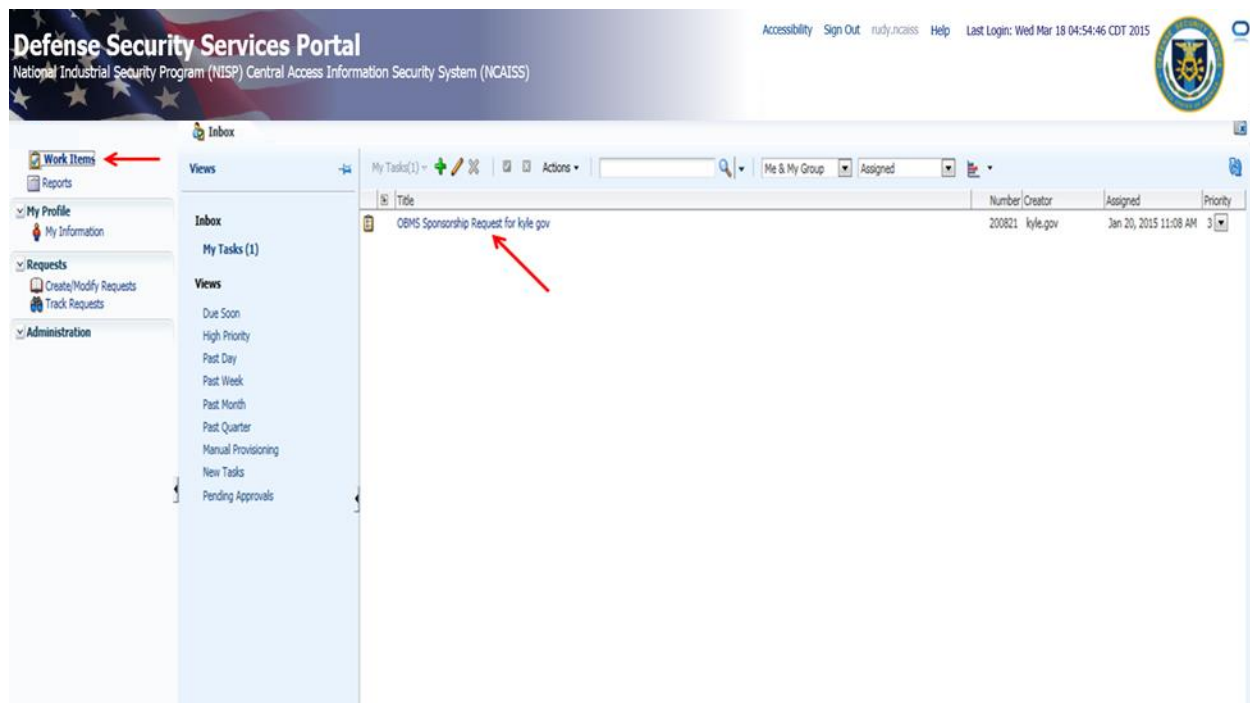 Defense Security Services Portal
National Industrial Security Program (NISP) Central Access Information Security System (NCAISS)
Accessibility Sign Out rudy.ncaiss Help Last Login: Wed Mar 18 04:54:46 CDT 2015
Work Items
Reports
My Profile
My Information
Requests
Create/Modify Requests
Track Requests
Administration
Inbox
Views
Inbox
My Tasks (1)
Views
Due Soon
High Priority
Past Day
Past Week
Past Month
Past Quarter
Manual Provisioning
New Tasks
Pending Approvals
My Tasks(1) Actions Me & My Group Assigned
Title Number Creator Assigned Priority
OBMS Sponsorship Request for kyle gov 200821 kyle.gov Jan 20, 2015 11:08 AM 3